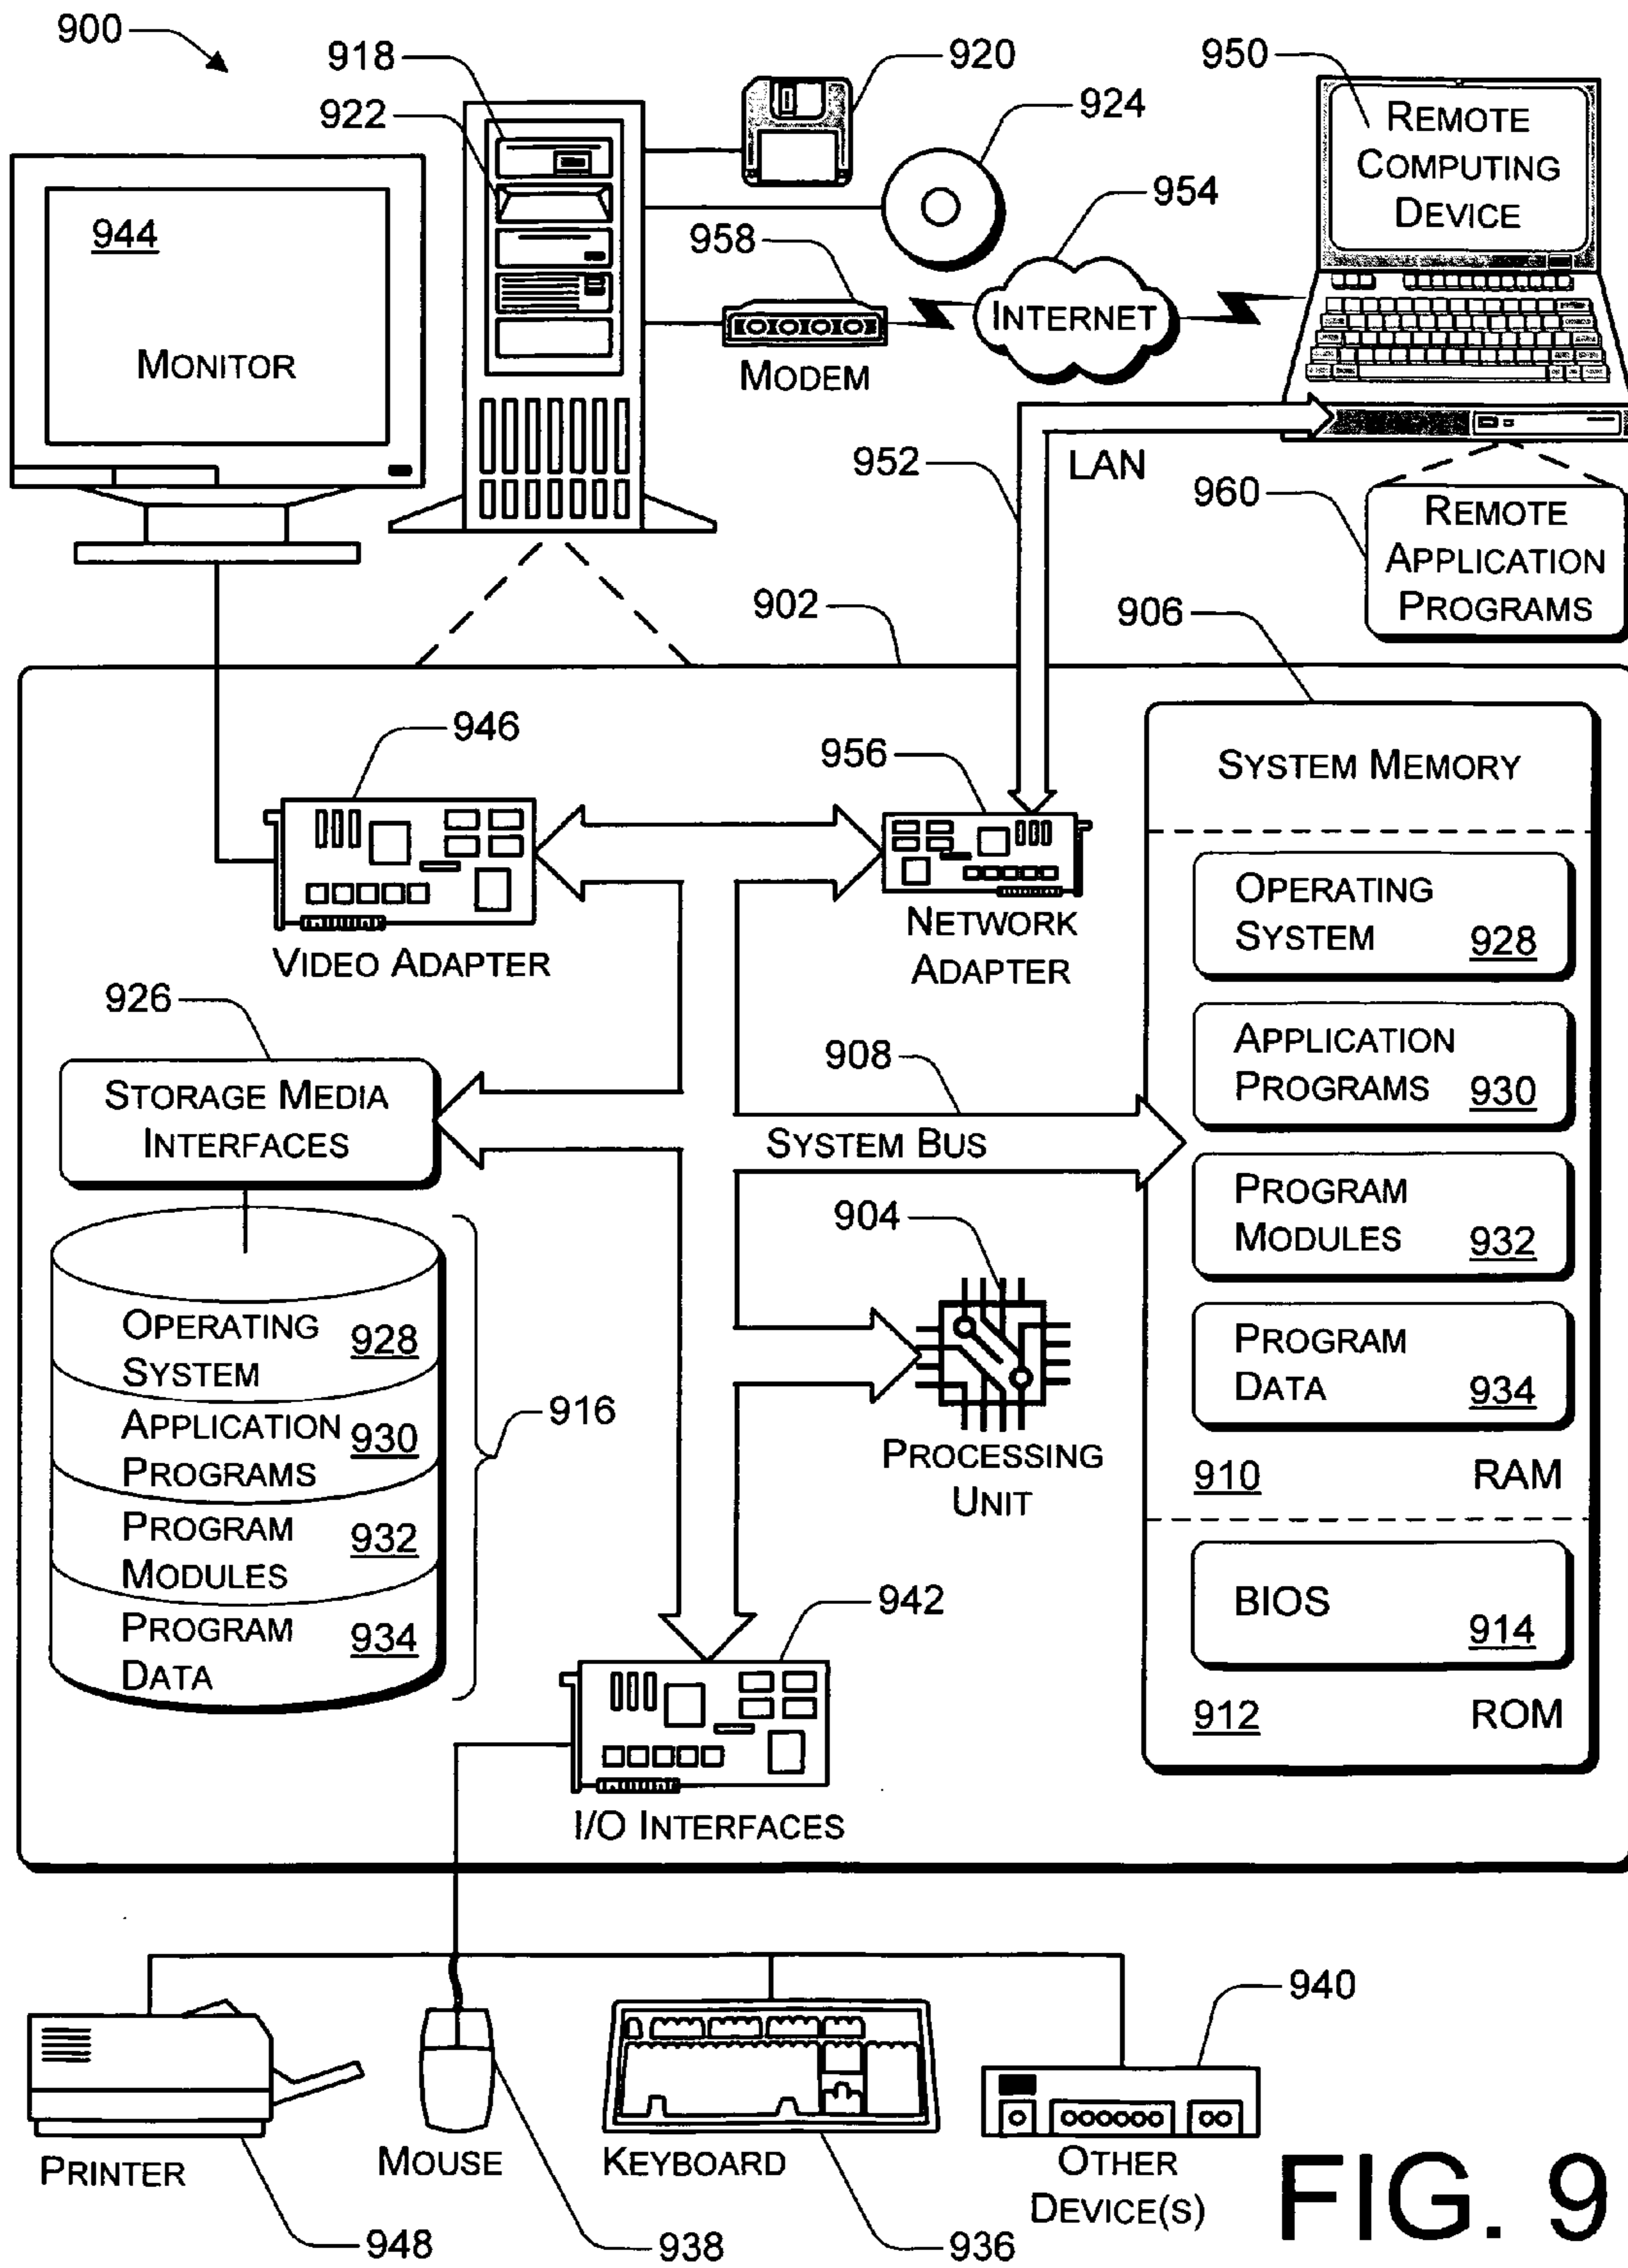 900
918
920
950
922
924
REMOTE
COMPUTING
DEVICE
954
944
958
MONITOR
INTERNET
MODEM
952
LAN
960
REMOTE
APPLICATION
PROGRAMS
902
906
946
956
SYSTEM MEMORY
OPERATING
SYSTEM 928
NETWORK
ADAPTER
VIDEO ADAPTER
926
APPLICATION
PROGRAMS 930
908
STORAGE MEDIA
INTERFACES
SYSTEM BUS
PROGRAM
MODULES 932
904
OPERATING
SYSTEM 928
PROGRAM
DATA 934
916
APPLICATION
PROGRAMS 930
PROCESSING
UNIT
910 RAM
PROGRAM
MODULES 932
942
BIOS
914
PROGRAM
DATA 934
912 ROM
I/O INTERFACES
940
PRINTER
MOUSE
KEYBOARD
OTHER
DEVICE(S)
948
938
936
FIG. 9